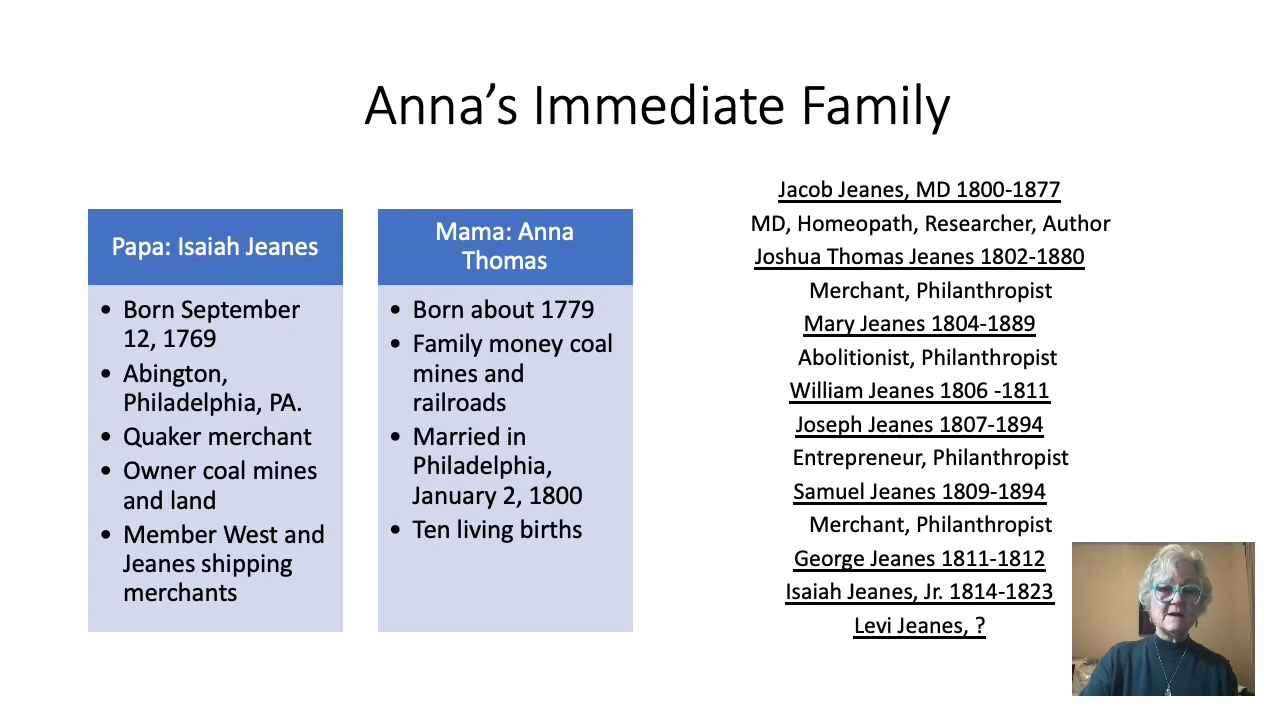 Anna’s Immediate Family
Papa: Isaiah Jeanes
• Born September
12, 1769
• Abington,
Philadelphia, PA.
• Quaker merchant
• Owner coal mines
and land
• Member West and
Jeanes shipping
merchants
Mama: Anna
Thomas
• Born about 1779
• Family money coal
mines and
railroads
• Married in
Philadelphia,
January 2, 1800
• Ten living births
Jacob Jeanes, MD 1800-1877
MD, Homeopath, Researcher, Author
Joshua Thomas Jeanes 1802-1880
Merchant, Philanthropist
Mary Jeanes 1804-1889
Abolitionist, Philanthropist
William Jeanes 1806 -1811
Joseph Jeanes 1807-1894
Entrepreneur, Philanthropist
Samuel Jeanes 1809-1894
Merchant, Philanthropist
George Jeanes 1811-1812
Isaiah Jeanes, Jr. 1814-1823
Levi Jeanes, ?